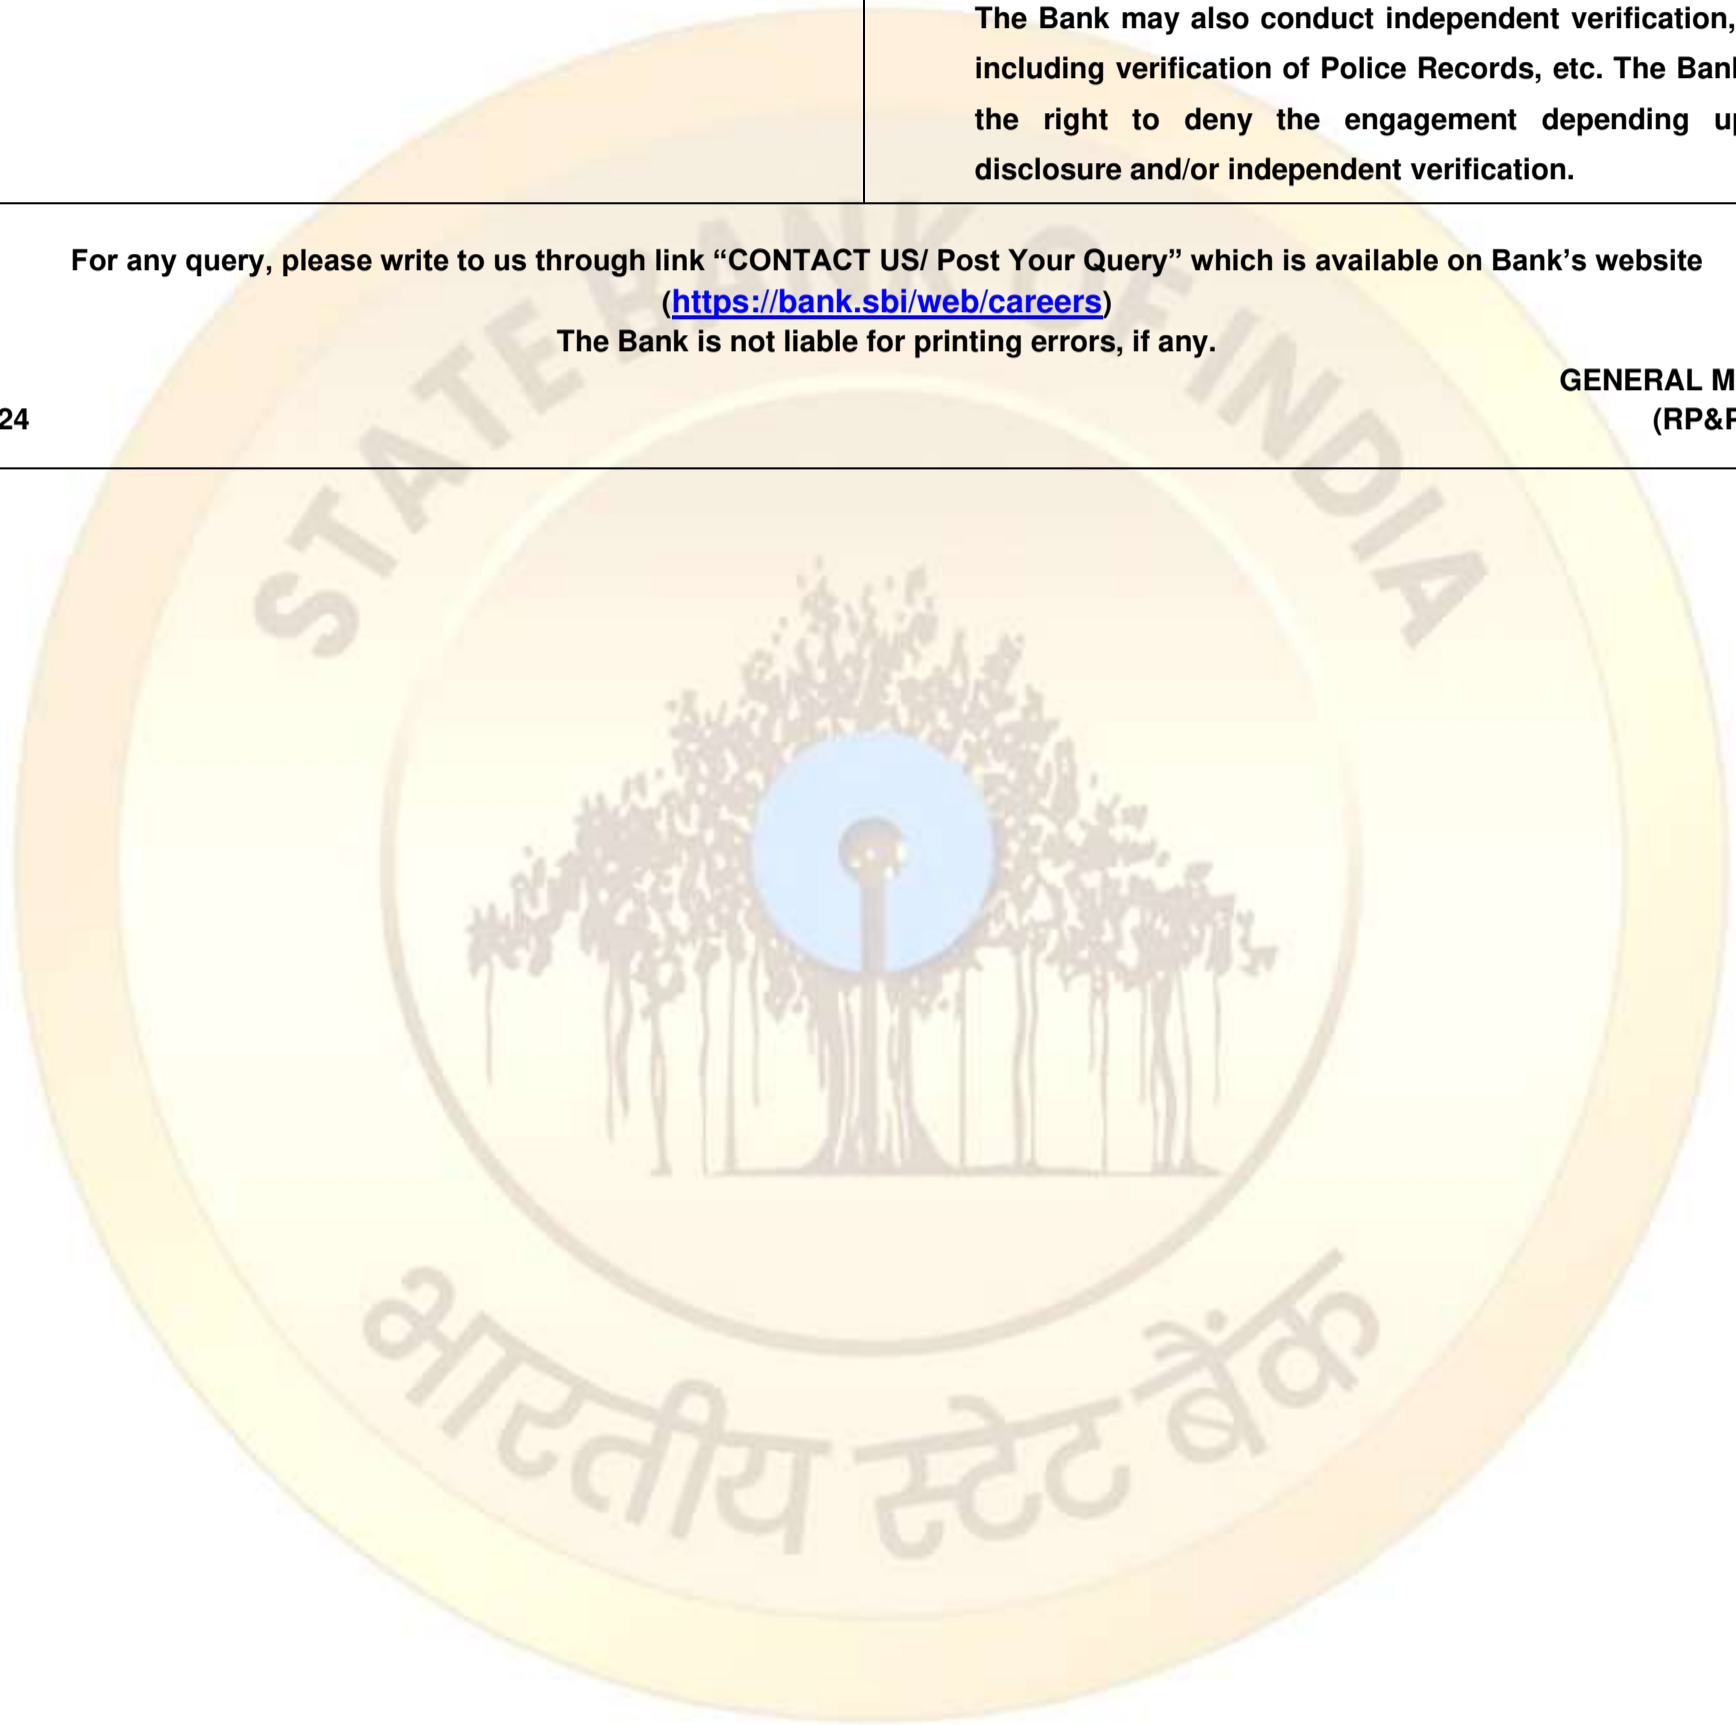 The Bank may also conduct independent verification,
including verification of Police Records, etc. The Bank
the right to deny the engagement depending
disclosure and/or independent verification.
For any query, please write to us through link “CONTACT US/ Post Your Query” which is available on Bank’s website
(https://bank.sbi/web/careers)
The Bank is not liable for printing errors, if any.
GENERAL M
24
(RP&P
STATE BANK OF INDIA
भारतीय स्टेट बैंक